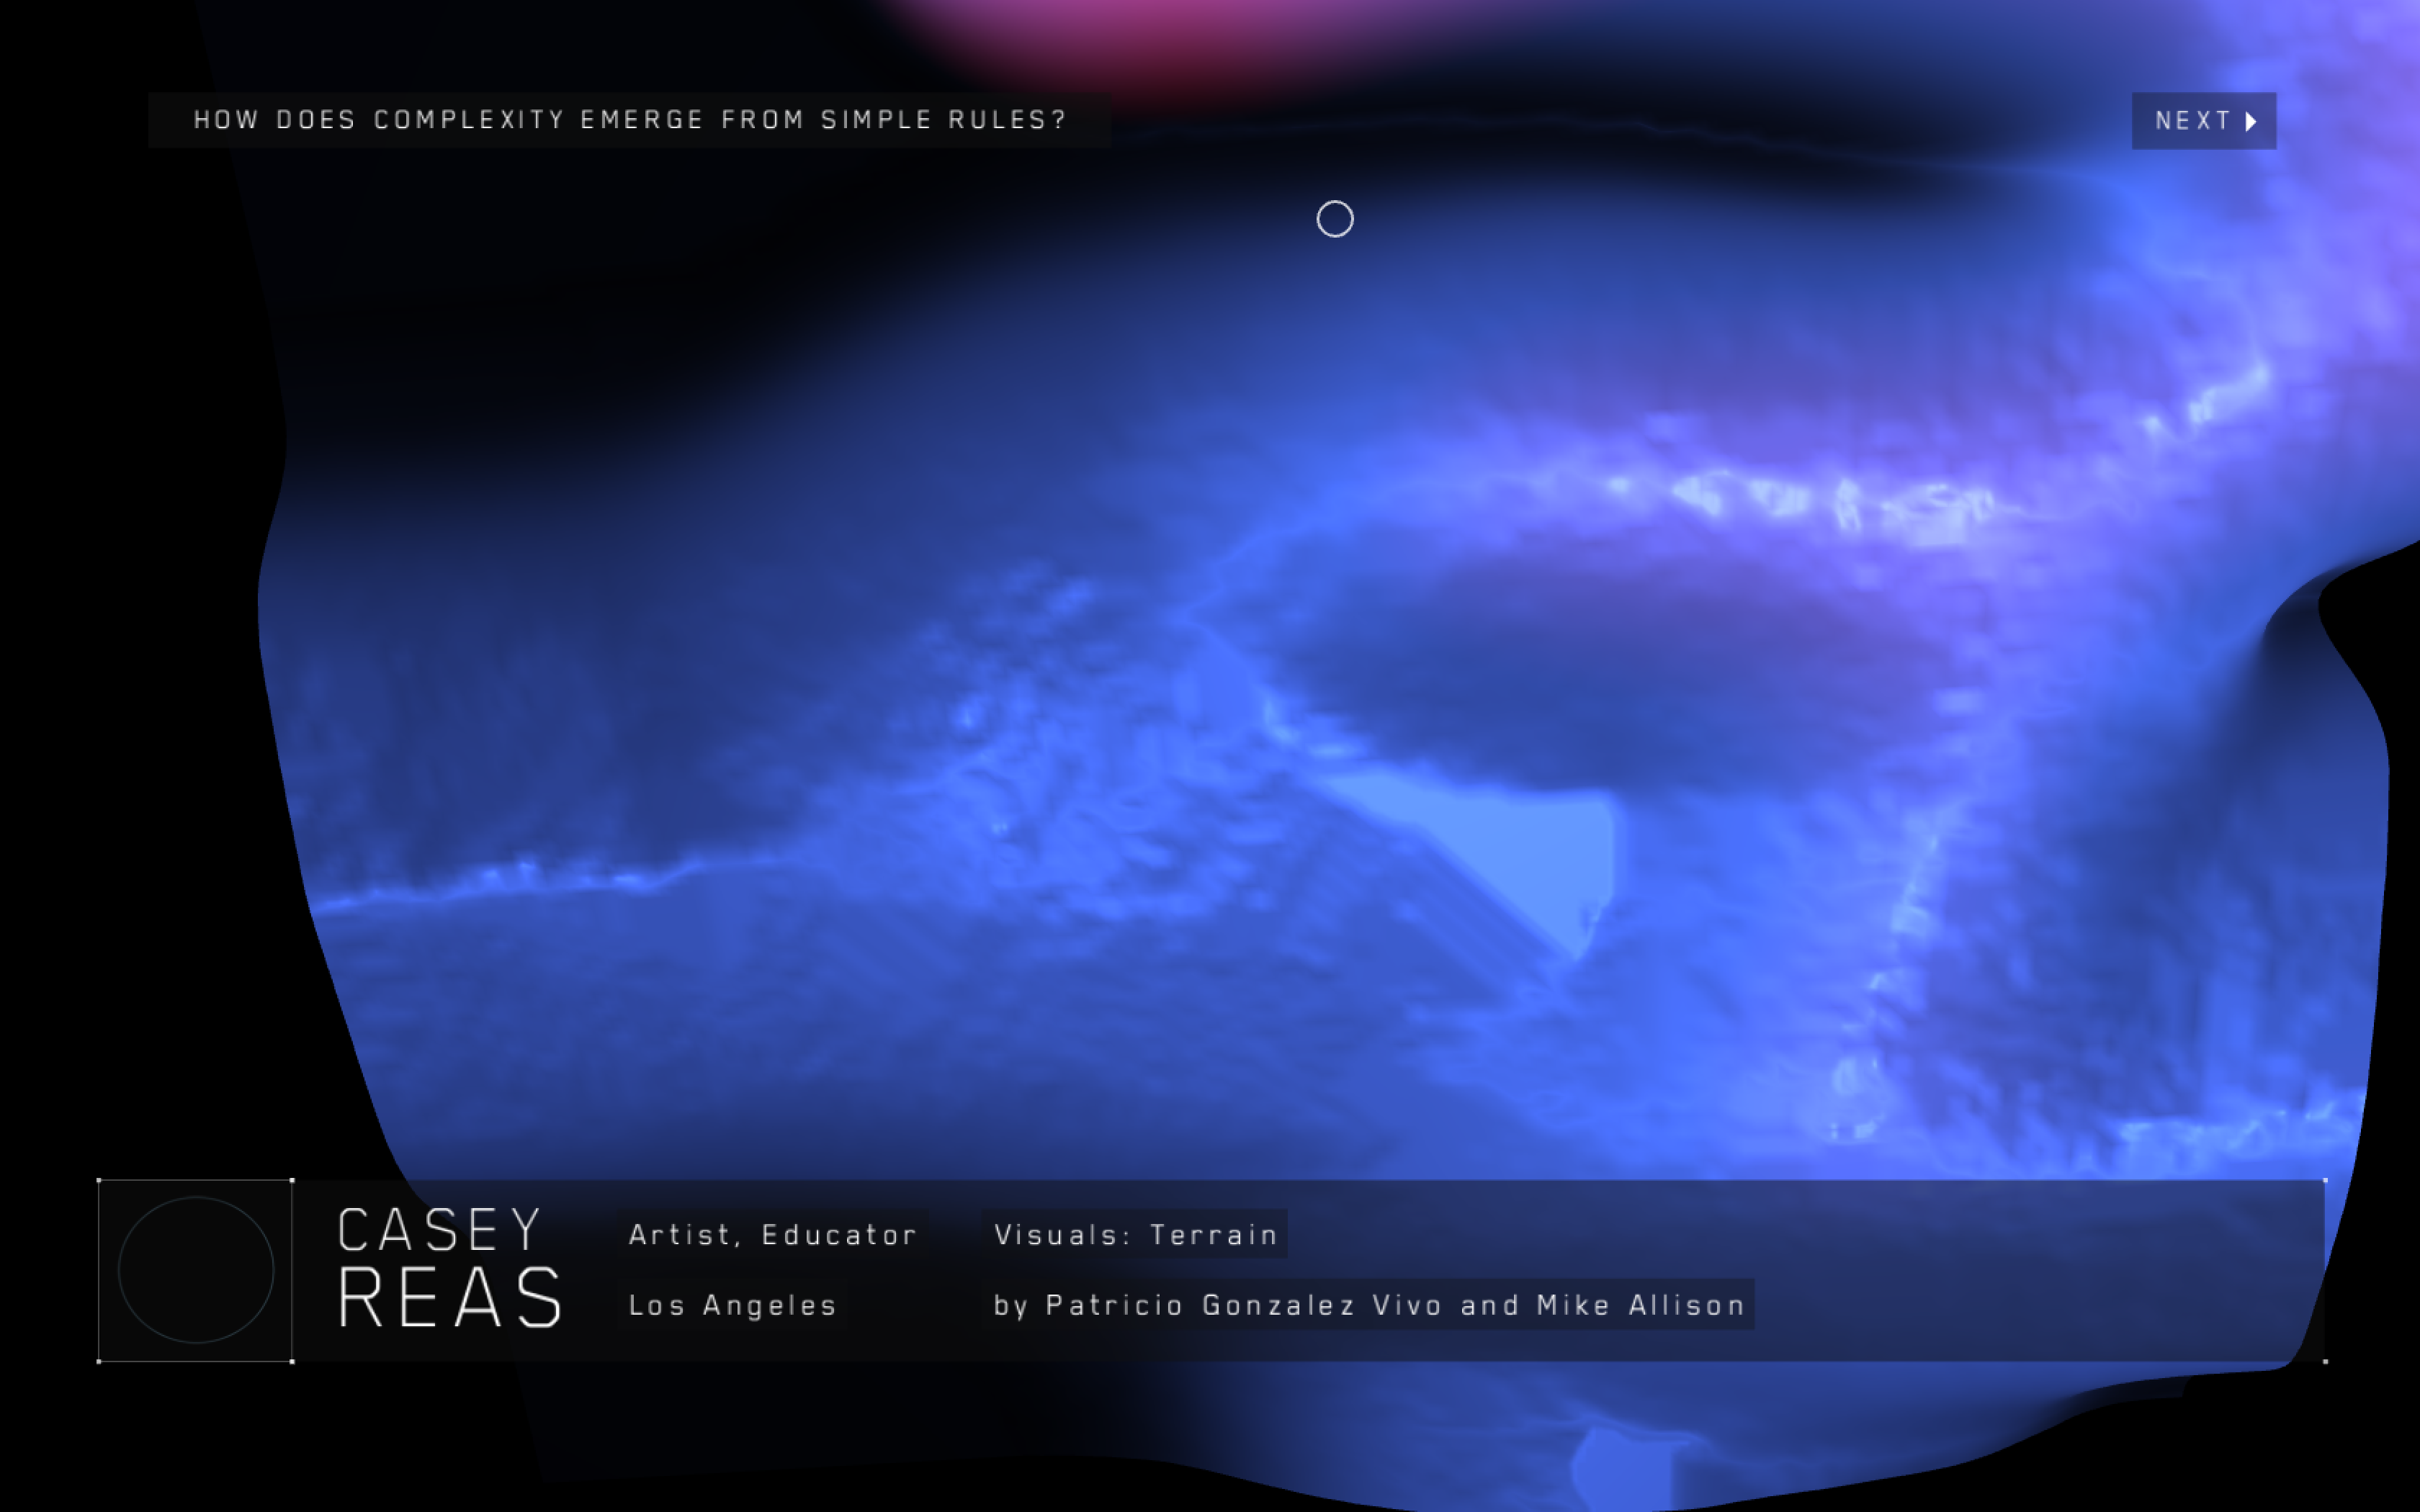 HOW DOES COMPLEXITY EMERGE FROM SIMPLE RULES?
NEXT
CASEY
REAS
Artist, Educator
Los Angeles
Visuals: Terrain
by Patricio Gonzalez Vivo and Mike Allison